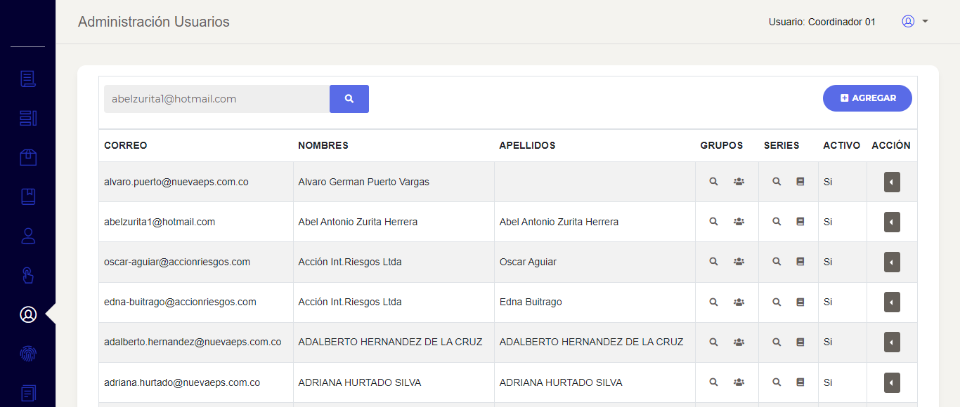 Administración Usuarios
Usuario: Coordinador 01
abelzurita1@hotmail.com
AGREGAR
CORREO NOMBRES APELLIDOS GRUPOS SERIES ACTIVO ACCIÓN
alvaro.puerto@nuevaeps.com.co Alvaro German Puerto Vargas Si
abelzurita1@hotmail.com Abel Antonio Zurita Herrera Abel Antonio Zurita Herrera Si
oscar-aguiar@accionriesgos.com Acción Int.Riesgos Ltda Oscar Aguiar Si
edna-buitrago@accionriesgos.com Acción Int.Riesgos Ltda Edna Buitrago Si
adalberto.hernandez@nuevaeps.com.co ADALBERTO HERNANDEZ DE LA CRUZ ADALBERTO HERNANDEZ DE LA CRUZ Si
adriana.hurtado@nuevaeps.com.co ADRIANA HURTADO SILVA ADRIANA HURTADO SILVA Si